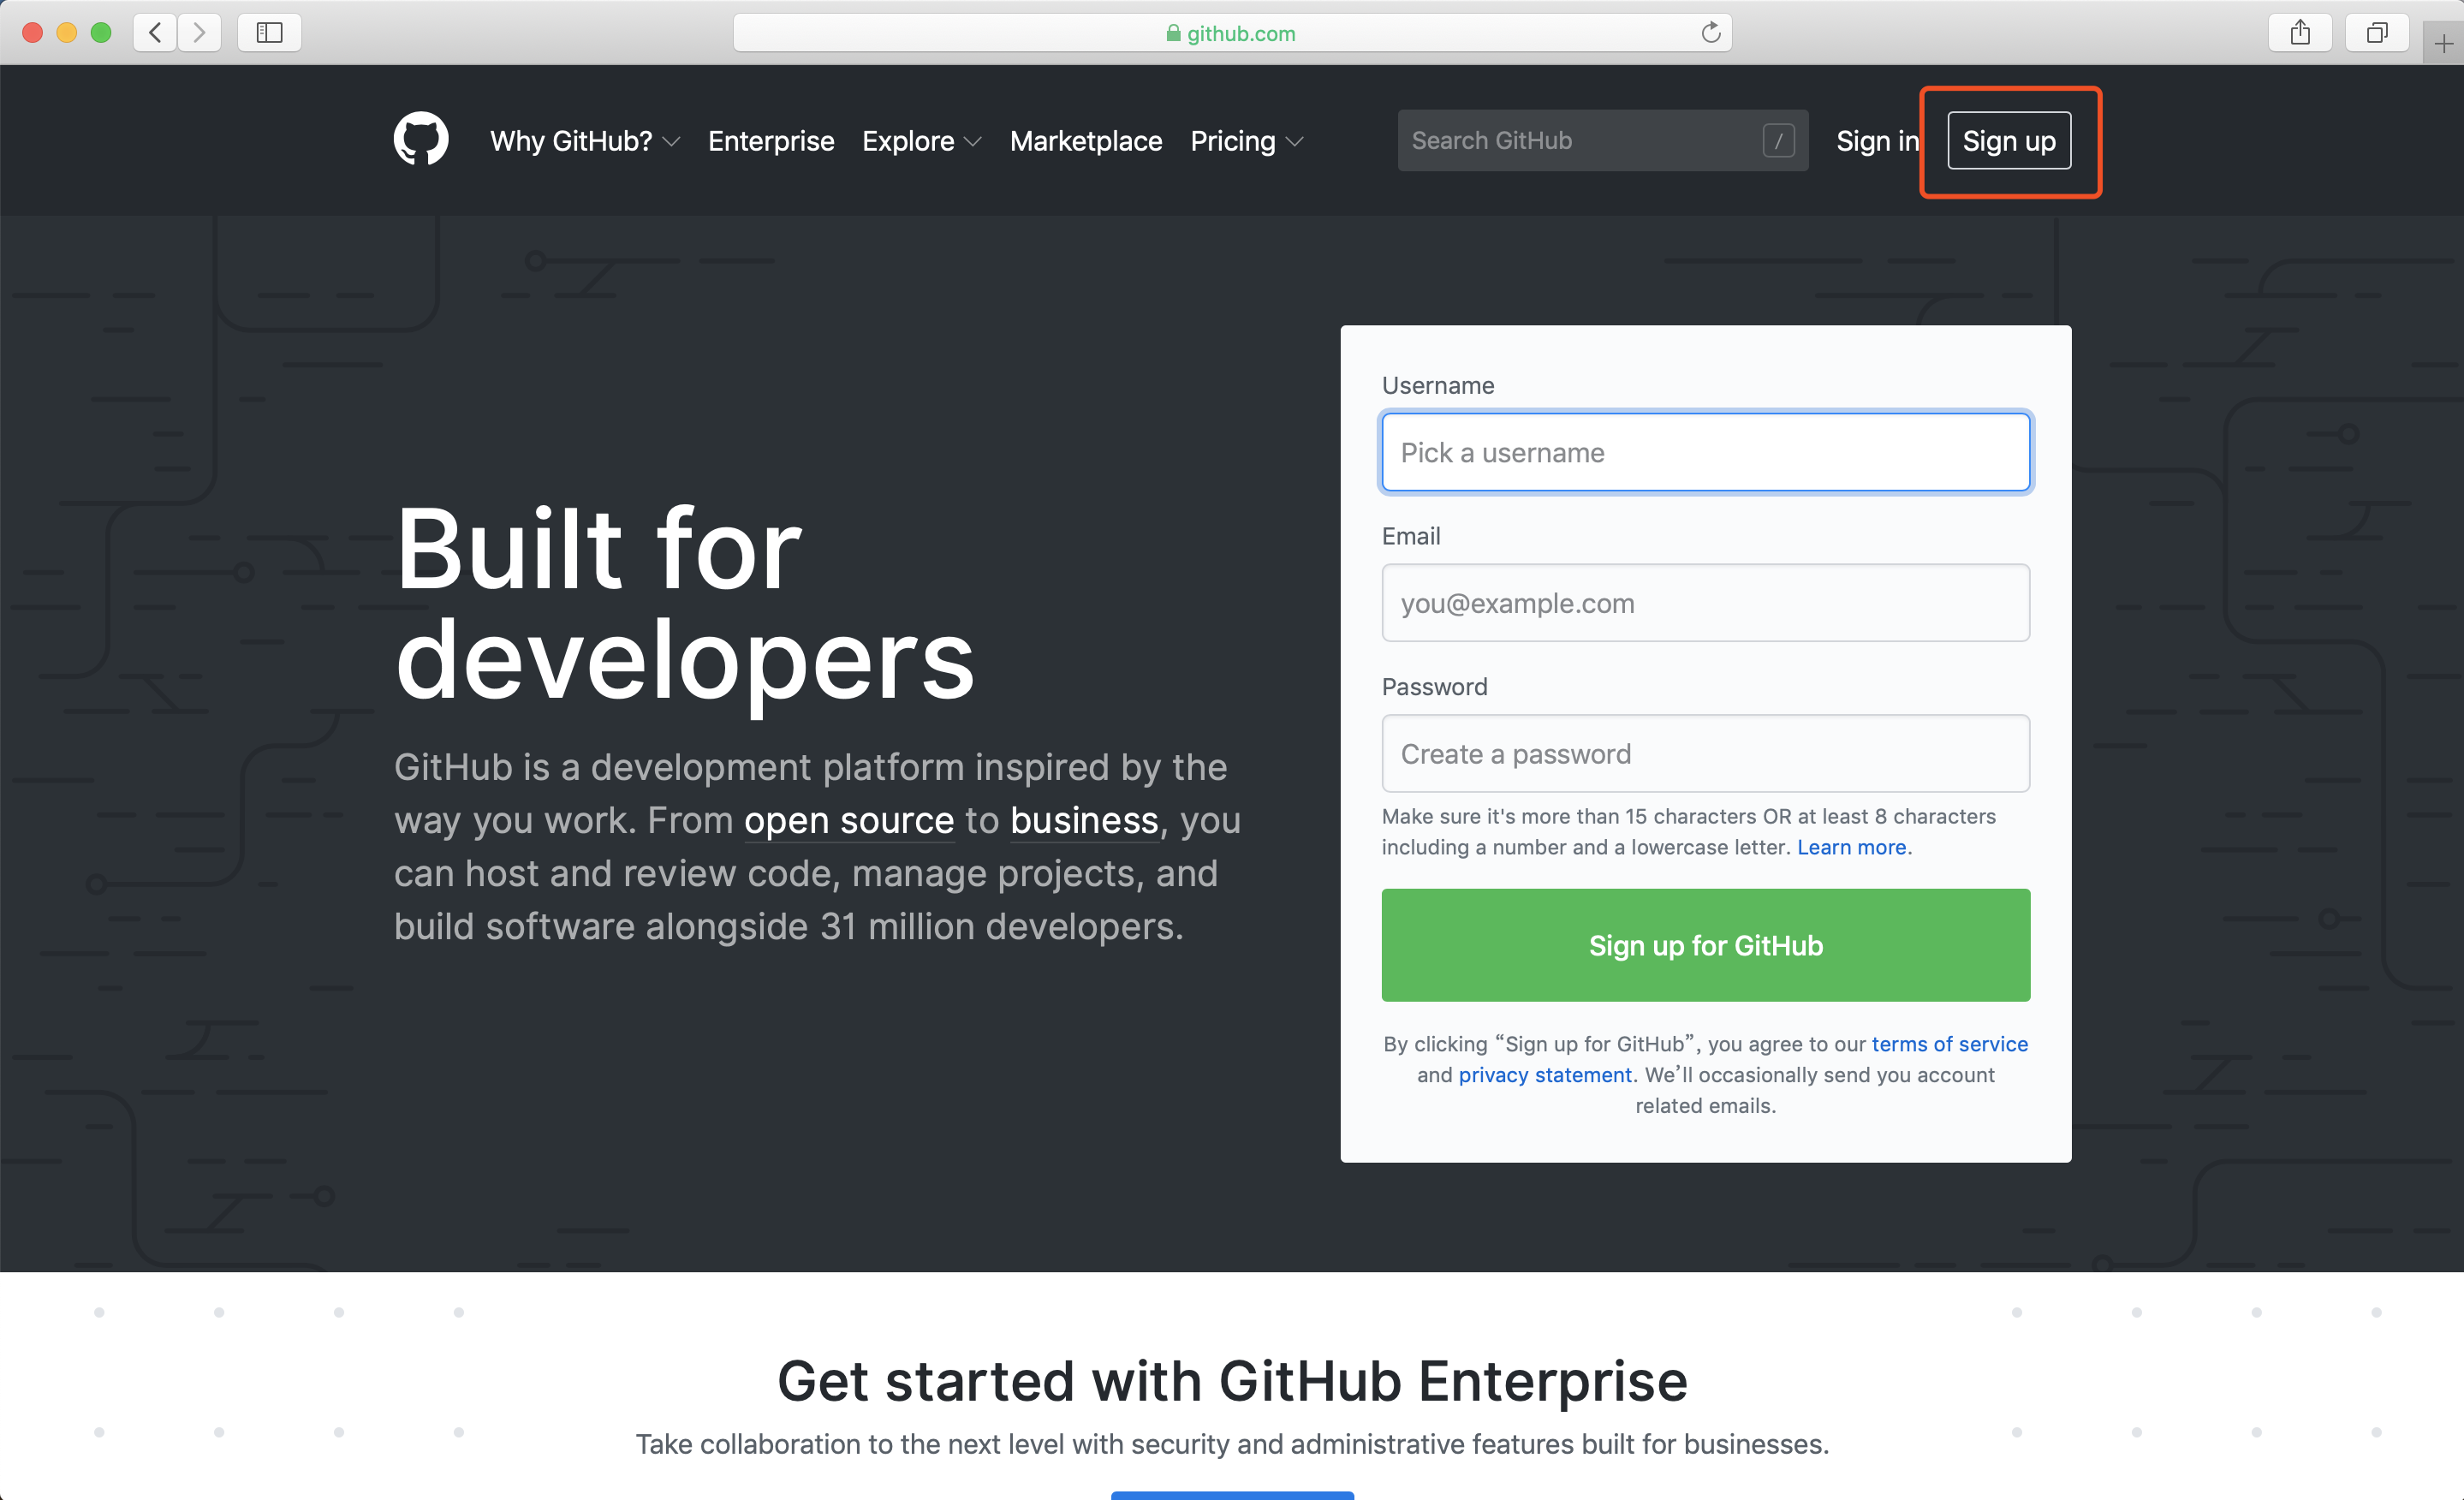 github.com
Why GitHub? Enterprise Explore Marketplace Pricing Search GitHub / Sign in Sign up
Built for
developers
GitHub is a development platform inspired by the
way you work. From open source to business, you
can host and review code, manage projects, and
build software alongside 31 million developers.
Username
Pick a username
Email
you@example.com
Password
Create a password
Make sure it's more than 15 characters OR at least 8 characters
including a number and a lowercase letter. Learn more.
Sign up for GitHub
By clicking “Sign up for GitHub”, you agree to our terms of service
and privacy statement. We’ll occasionally send you account
related emails.
Get started with GitHub Enterprise
Take collaboration to the next level with security and administrative features built for businesses.